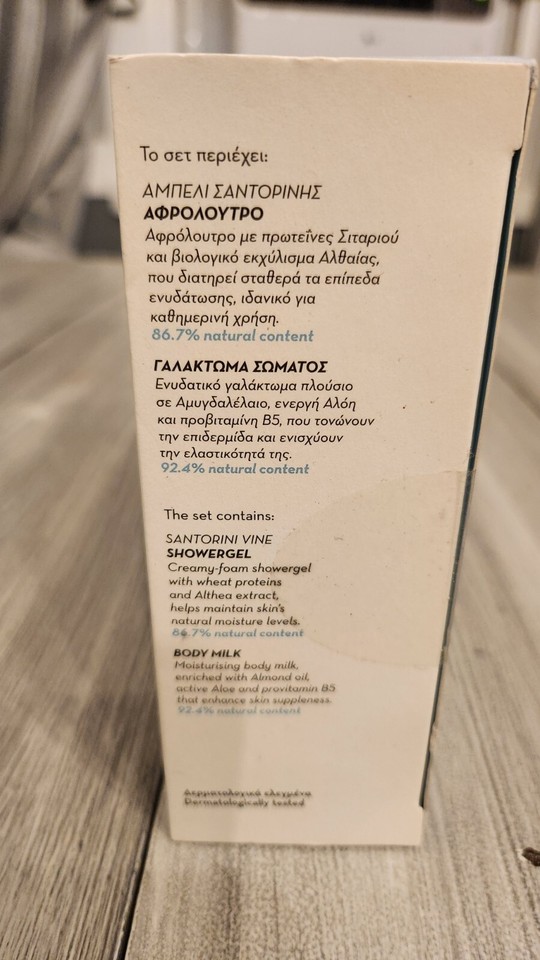 Το σετ περιέχει:
ΑΜΠΕΛΙ ΣΑΝΤΟΡΙΝΗΣ
ΑΦΡΟΛΟΥΤΡΟ
Αφρόλουτρο με πρωτεΐνες Σιταριού
και βιολογικό εκχύλισμα Αλθαίας,
που διατηρεί σταθερά τα επίπεδα
ενυδάτωσης, ιδανικό για
καθημερινή χρήση.
86.7% natural content
ΓΑΛΑΚΤΩΜΑ ΣΩΜΑΤΟΣ
Ενυδατικό γαλάκτωμα πλούσιο
σε Αμυγδαλέλαιο, ενεργή Αλόη
και προβιταμίνη Β5, που τονώνουν
την επιδερμίδα και ενισχύουν
την ελαστικότητά της.
92.4% natural content
The set contains:
SANTORINI VINE
SHOWERGEL
Creamy-foam showergel
with wheat proteins
and Althea extract,
helps maintain skin's
natural moisture levels.
86.7% natural content
BODY MILK
Moisturising body milk,
enriched with Almond oil,
active Aloe and provitamin B5
that enhance skin suppleness.
92.4% natural content
Δερματολογικά ελεγμένα
Dermatologically tested